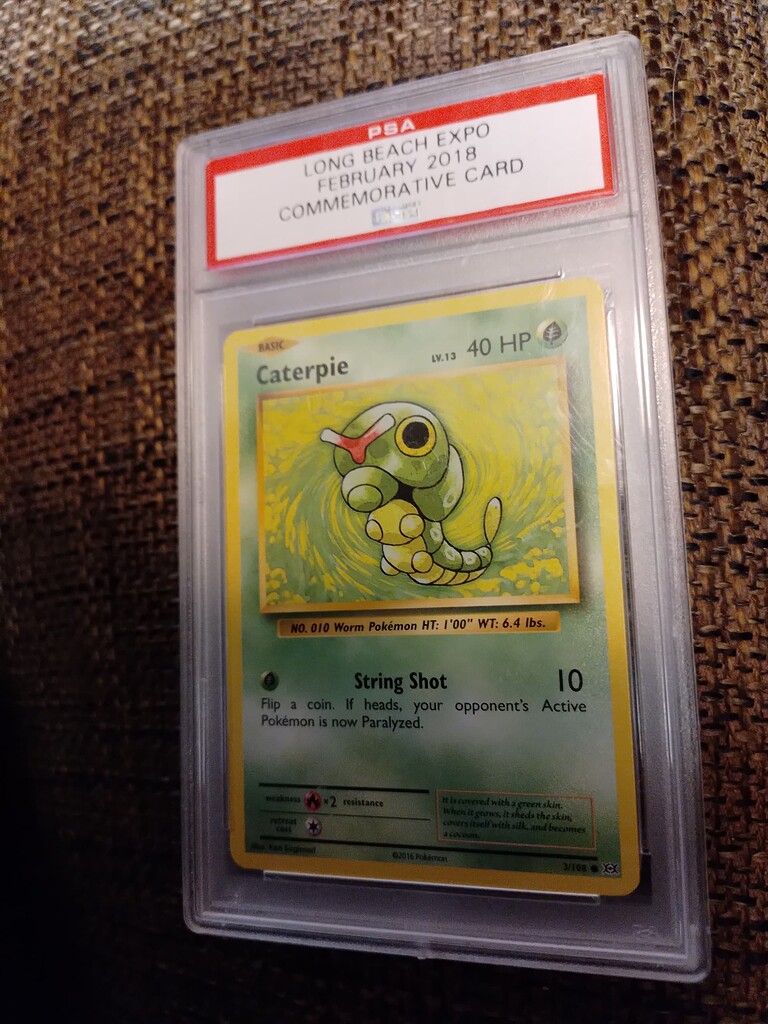 PSA
LONG BEACH EXPO
FEBRUARY 2018
COMMEMORATIVE CARD
BASIC
Caterpie LV.13 40 HP
NO. 010 Worm Pokémon HT: 1'00" WT: 6.4 lbs.
String Shot 10
Flip a coin. If heads, your opponent's Active
Pokémon is now Paralyzed.
weakness ×2 resistance
retreat
cost
It is covered with a green skin.
When it grows, it sheds the skin,
covers itself with silk, and becomes
a cocoon.
Illus. Ken Sugimori
©2016 Pokémon
3/108